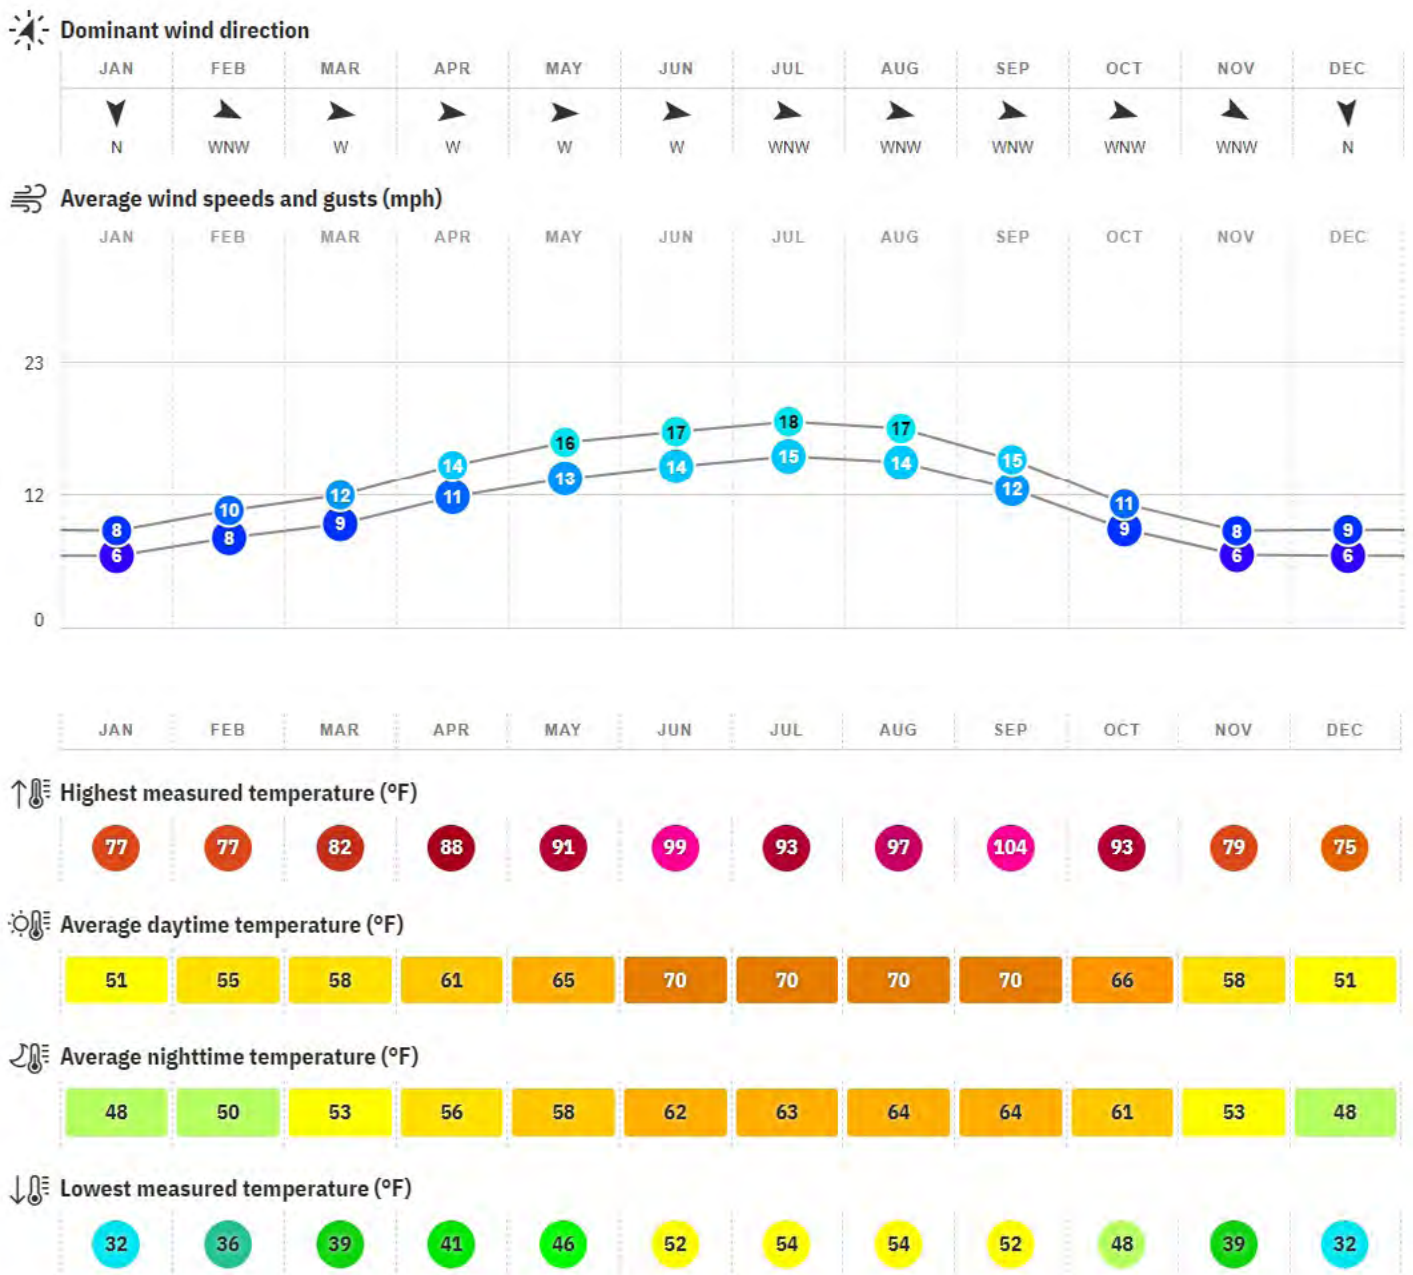 Dominant wind direction
JAN FEB MAR APR MAY JUN JUL AUG SEP OCT NOV DEC
N WNW W W W W WNW WNW WNW WNW WNW N
Average wind speeds and gusts (mph)
JAN FEB MAR APR MAY JUN JUL AUG SEP OCT NOV DEC
23
18
17 17
16
15
14
15
14 14
13
12 12 12
11 11
10
9 9
8 8 8 9
6 6 6
0
JAN FEB MAR APR MAY JUN JUL AUG SEP OCT NOV DEC
Highest measured temperature (°F)
77 77 82 88 91 99 93 97 104 93 79 75
Average daytime temperature (°F)
51 55 58 61 65 70 70 70 70 66 58 51
Average nighttime temperature (°F)
48 50 53 56 58 62 63 64 64 61 53 48
Lowest measured temperature (°F)
32 36 39 41 46 52 54 54 52 48 39 32